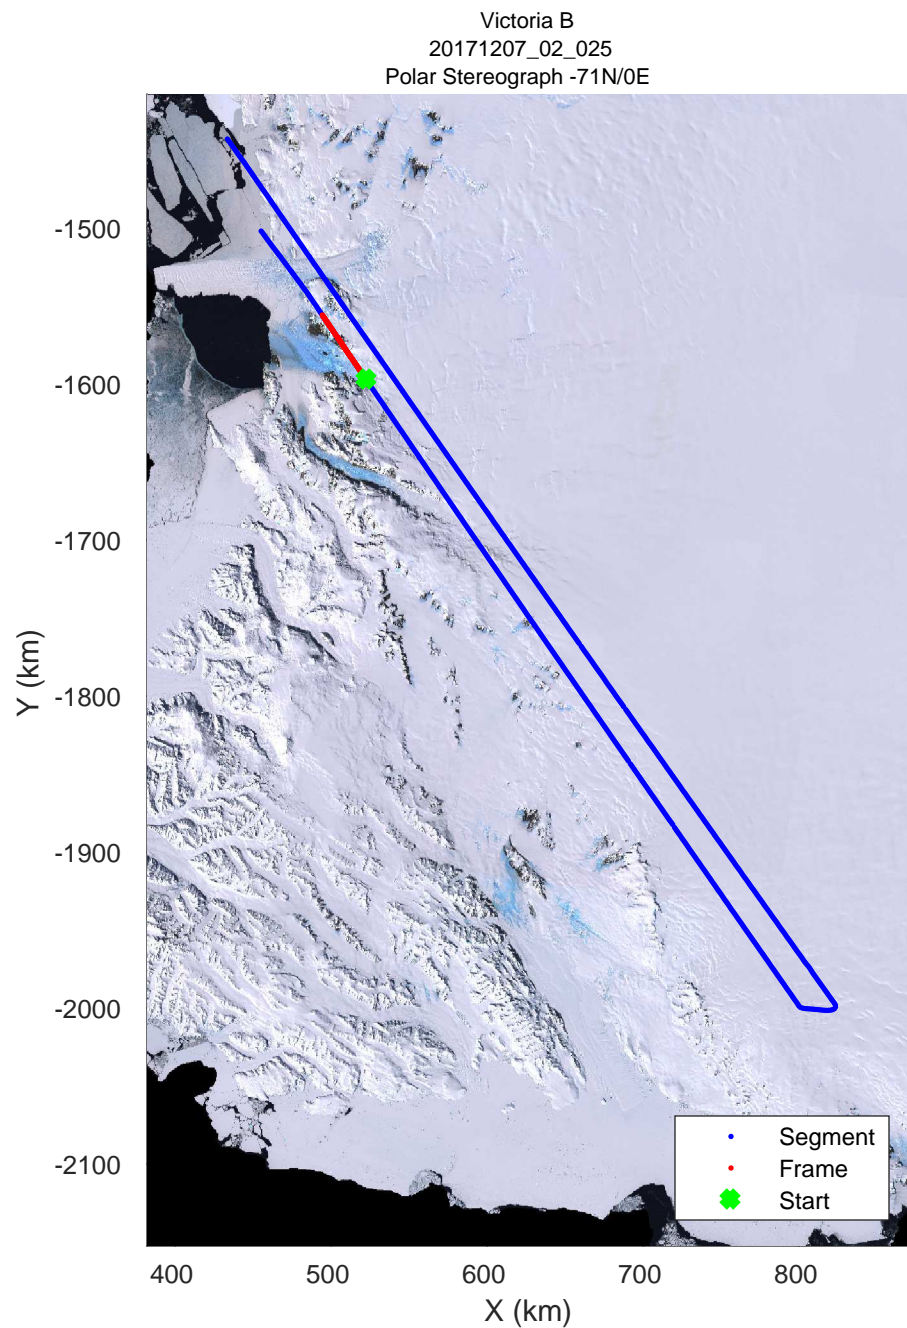 Victoria B
20171207_02_025
Polar Stereograph -71N/0E
-1500
-1600
-1700
-1800
-1900
-2000
-2100
Y (km)
400
500
600
700
800
X (km)
Segment
Frame
Start